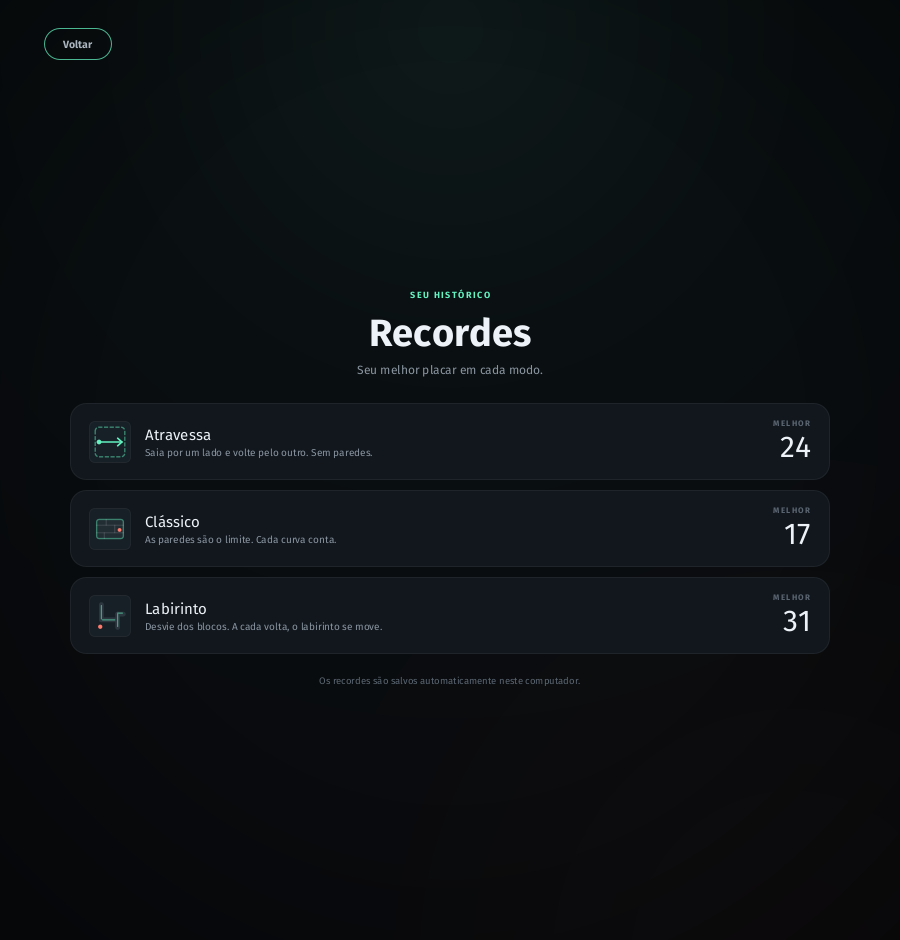 Voltar
SEU HISTÓRICO
Recordes
Seu melhor placar em cada modo.
Atravessa
Saia por um lado e volte pelo outro. Sem paredes.
MELHOR
24
Clássico
As paredes são o limite. Cada curva conta.
MELHOR
17
Labirinto
Desvie dos blocos. A cada volta, o labirinto se move.
MELHOR
31
Os recordes são salvos automaticamente neste computador.